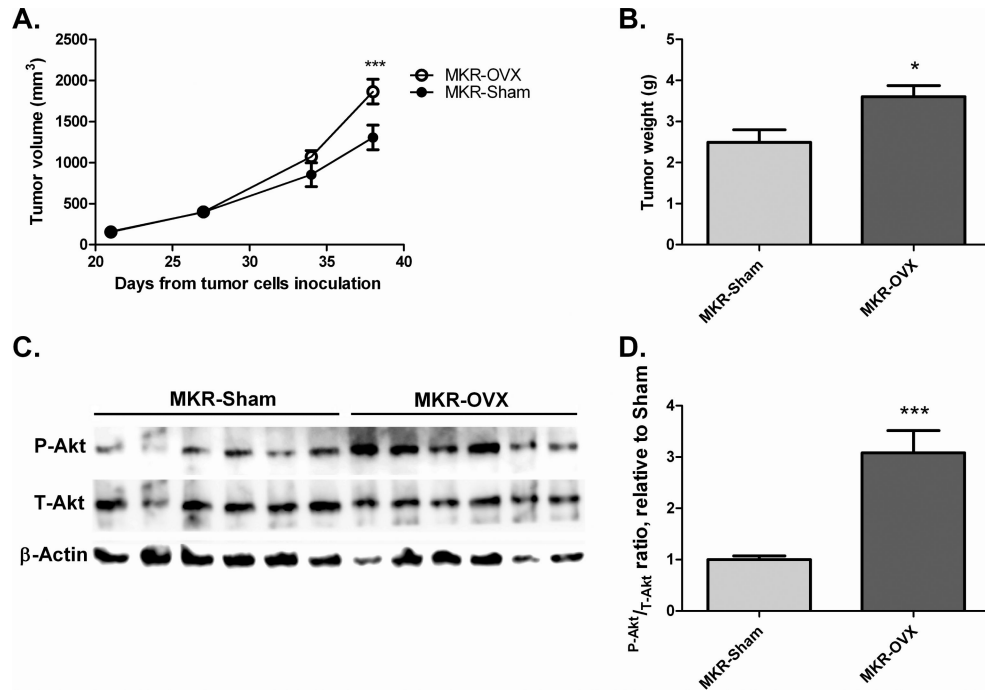 A.
Tumor volume (mm³)
2500
2000
1500
1000
500
0
20
25
30
35
40
Days from tumor cells inoculation
***
MKR-OVX
MKR-Sham
B.
Tumor weight (g)
5
4
3
2
1
0
*
MKR-Sham
MKR-OVX
C.
MKR-Sham
MKR-OVX
P-Akt
T-Akt
β-Actin
D.
P-Akt/T-Akt ratio, relative to Sham
4
3
2
1
0
***
MKR-Sham
MKR-OVX